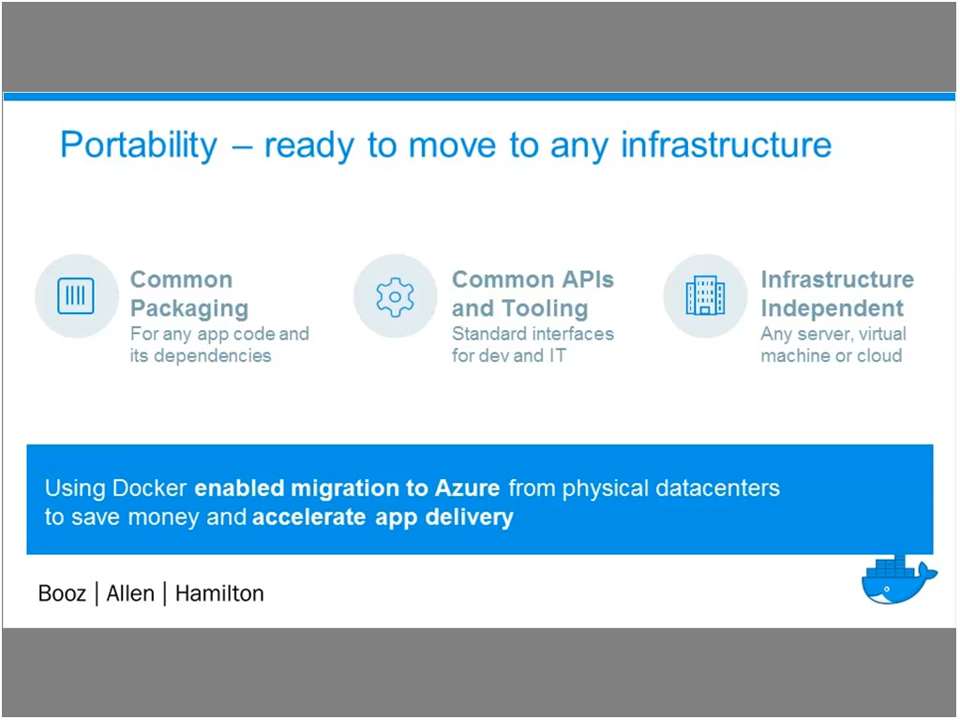 Portability – ready to move to any infrastructure
Common
Packaging
For any app code and
its dependencies
Common APIs
and Tooling
Standard interfaces
for dev and IT
Infrastructure
Independent
Any server, virtual
machine or cloud
Using Docker enabled migration to Azure from physical datacenters
to save money and accelerate app delivery
Booz | Allen | Hamilton